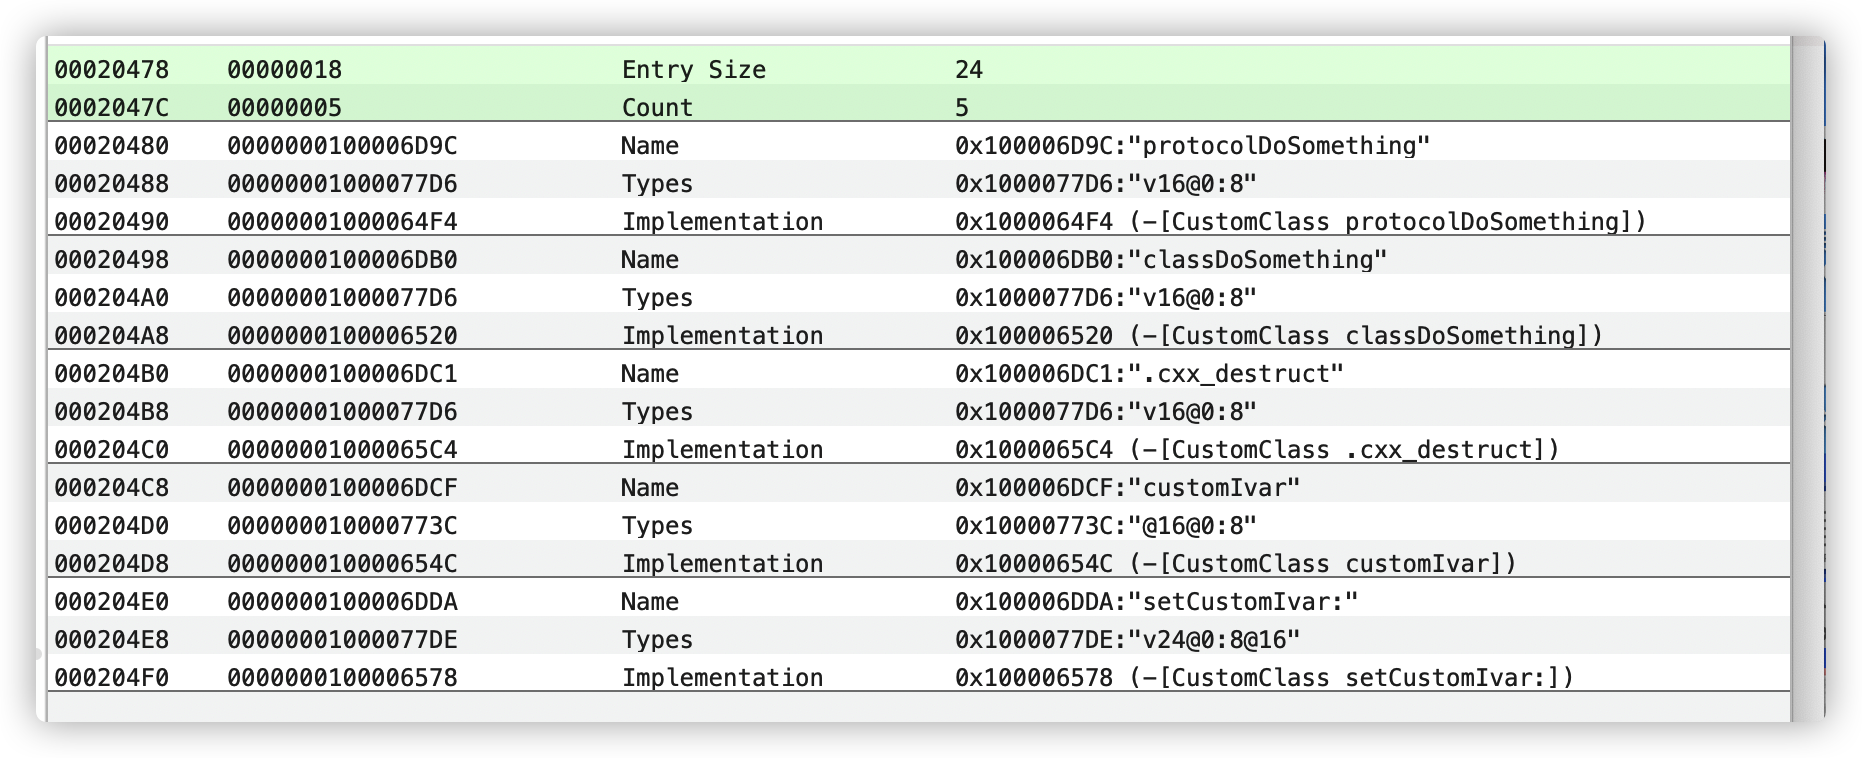 00020478 00000018 Entry Size 24
0002047C 00000005 Count 5
00020480 0000000100006D9C Name 0x100006D9C:"protocolDoSomething"
00020488 00000001000077D6 Types 0x1000077D6:"v16@0:8"
00020490 00000001000064F4 Implementation 0x1000064F4 (-[CustomClass protocolDoSomething])
00020498 0000000100006DB0 Name 0x100006DB0:"classDoSomething"
000204A0 00000001000077D6 Types 0x1000077D6:"v16@0:8"
000204A8 0000000100006520 Implementation 0x100006520 (-[CustomClass classDoSomething])
000204B0 0000000100006DC1 Name 0x100006DC1:".cxx_destruct"
000204B8 00000001000077D6 Types 0x1000077D6:"v16@0:8"
000204C0 00000001000065C4 Implementation 0x1000065C4 (-[CustomClass .cxx_destruct])
000204C8 0000000100006DCF Name 0x100006DCF:"customIvar"
000204D0 000000010000773C Types 0x10000773C:"@16@0:8"
000204D8 000000010000654C Implementation 0x10000654C (-[CustomClass customIvar])
000204E0 0000000100006DDA Name 0x100006DDA:"setCustomIvar:"
000204E8 00000001000077DE Types 0x1000077DE:"v24@0:8@16"
000204F0 0000000100006578 Implementation 0x100006578 (-[CustomClass setCustomIvar:])